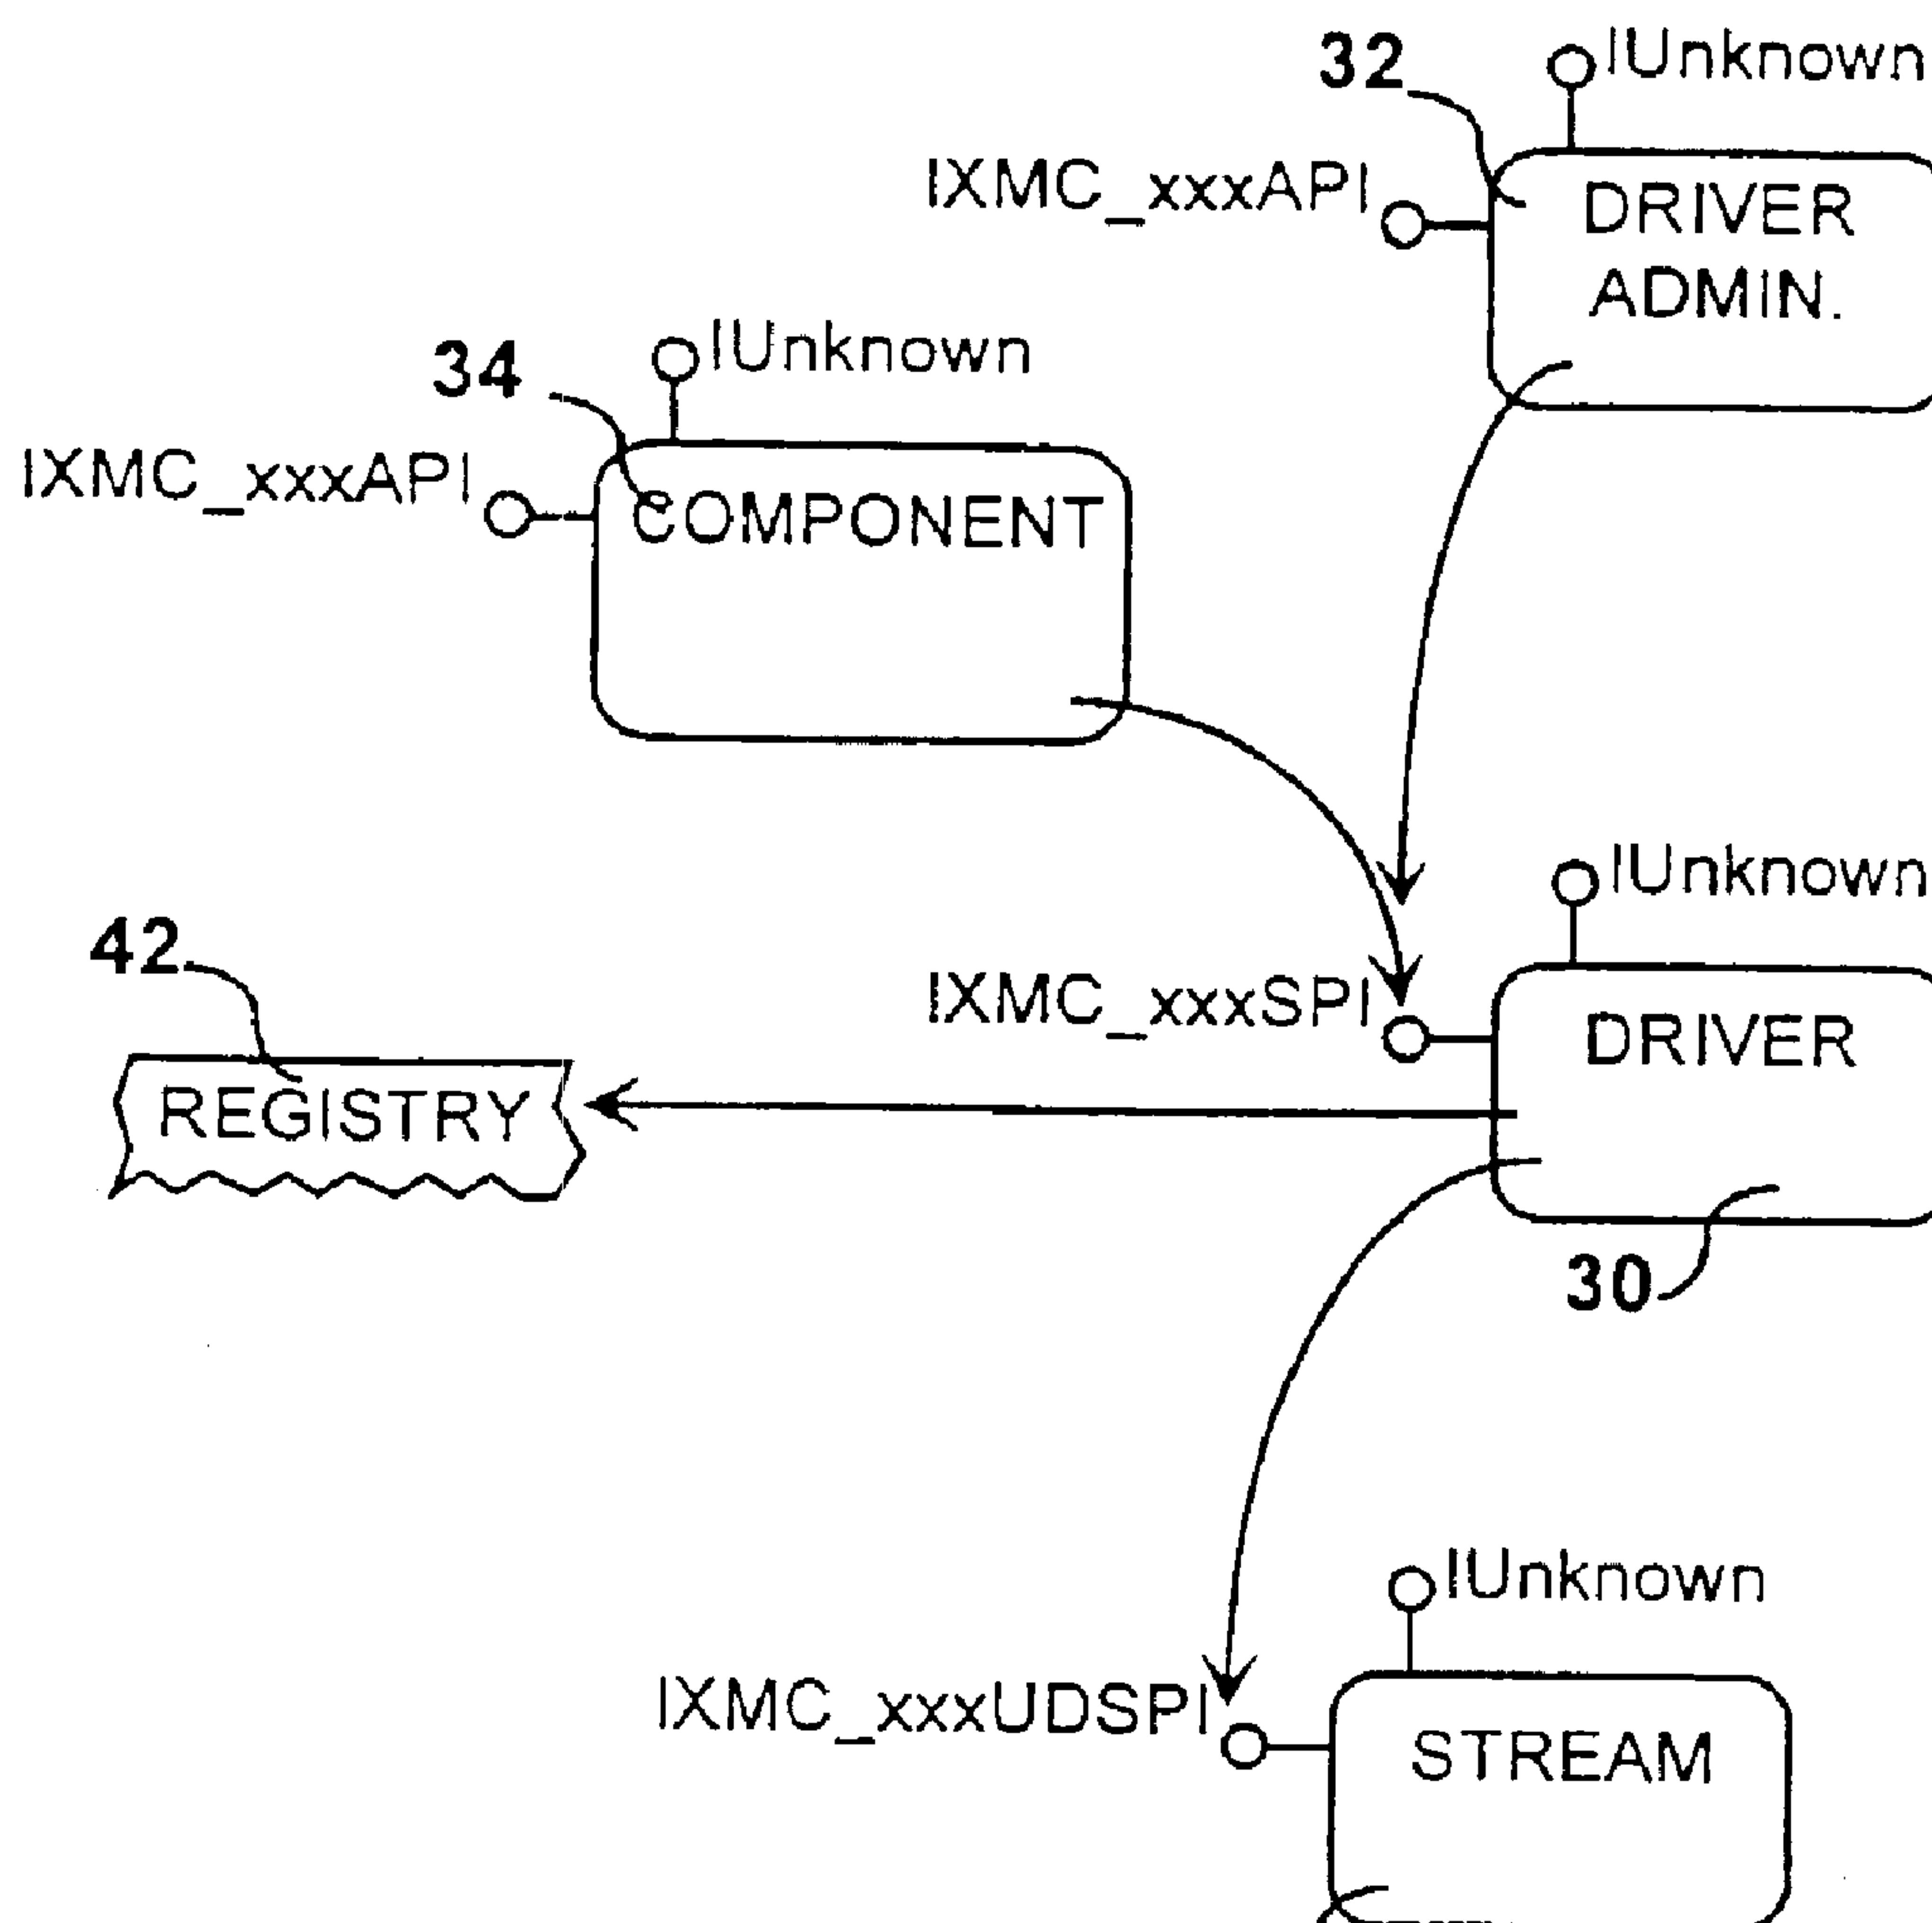 32
IUnknown
IXMC_xxxAPI
DRIVER
ADMIN.
34
IUnknown
IXMC_xxxAPI
COMPONENT
IUnknown
42
IXMC_xxxSPI
DRIVER
REGISTRY
30
IUnknown
IXMC_xxxUDSPI
STREAM